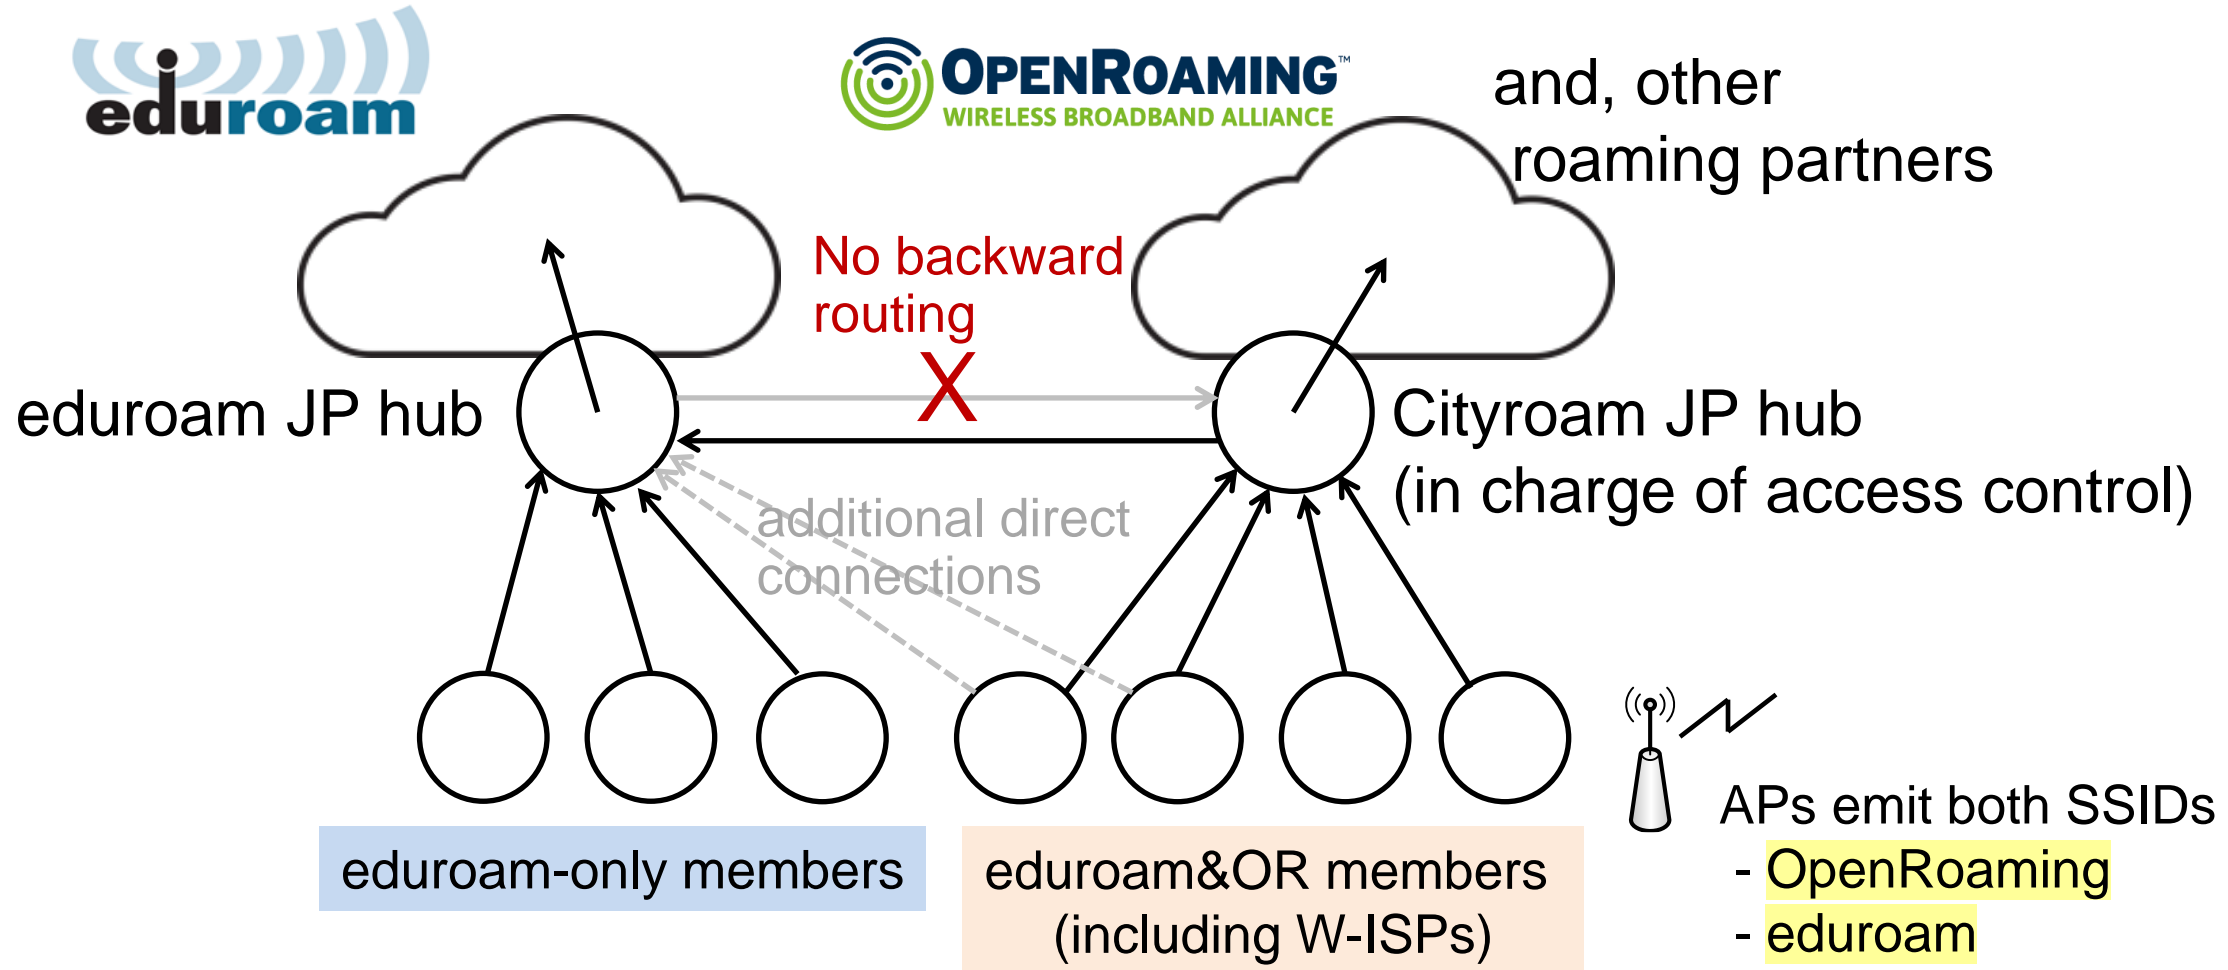 eduroam
OPENROAMING™
WIRELESS BROADBAND ALLIANCE
and, other
roaming partners
No backward
routing
X
eduroam JP hub
Cityroam JP hub
(in charge of access control)
additional direct
connections
eduroam-only members
eduroam&OR members
(including W-ISPs)
APs emit both SSIDs
- OpenRoaming
- eduroam